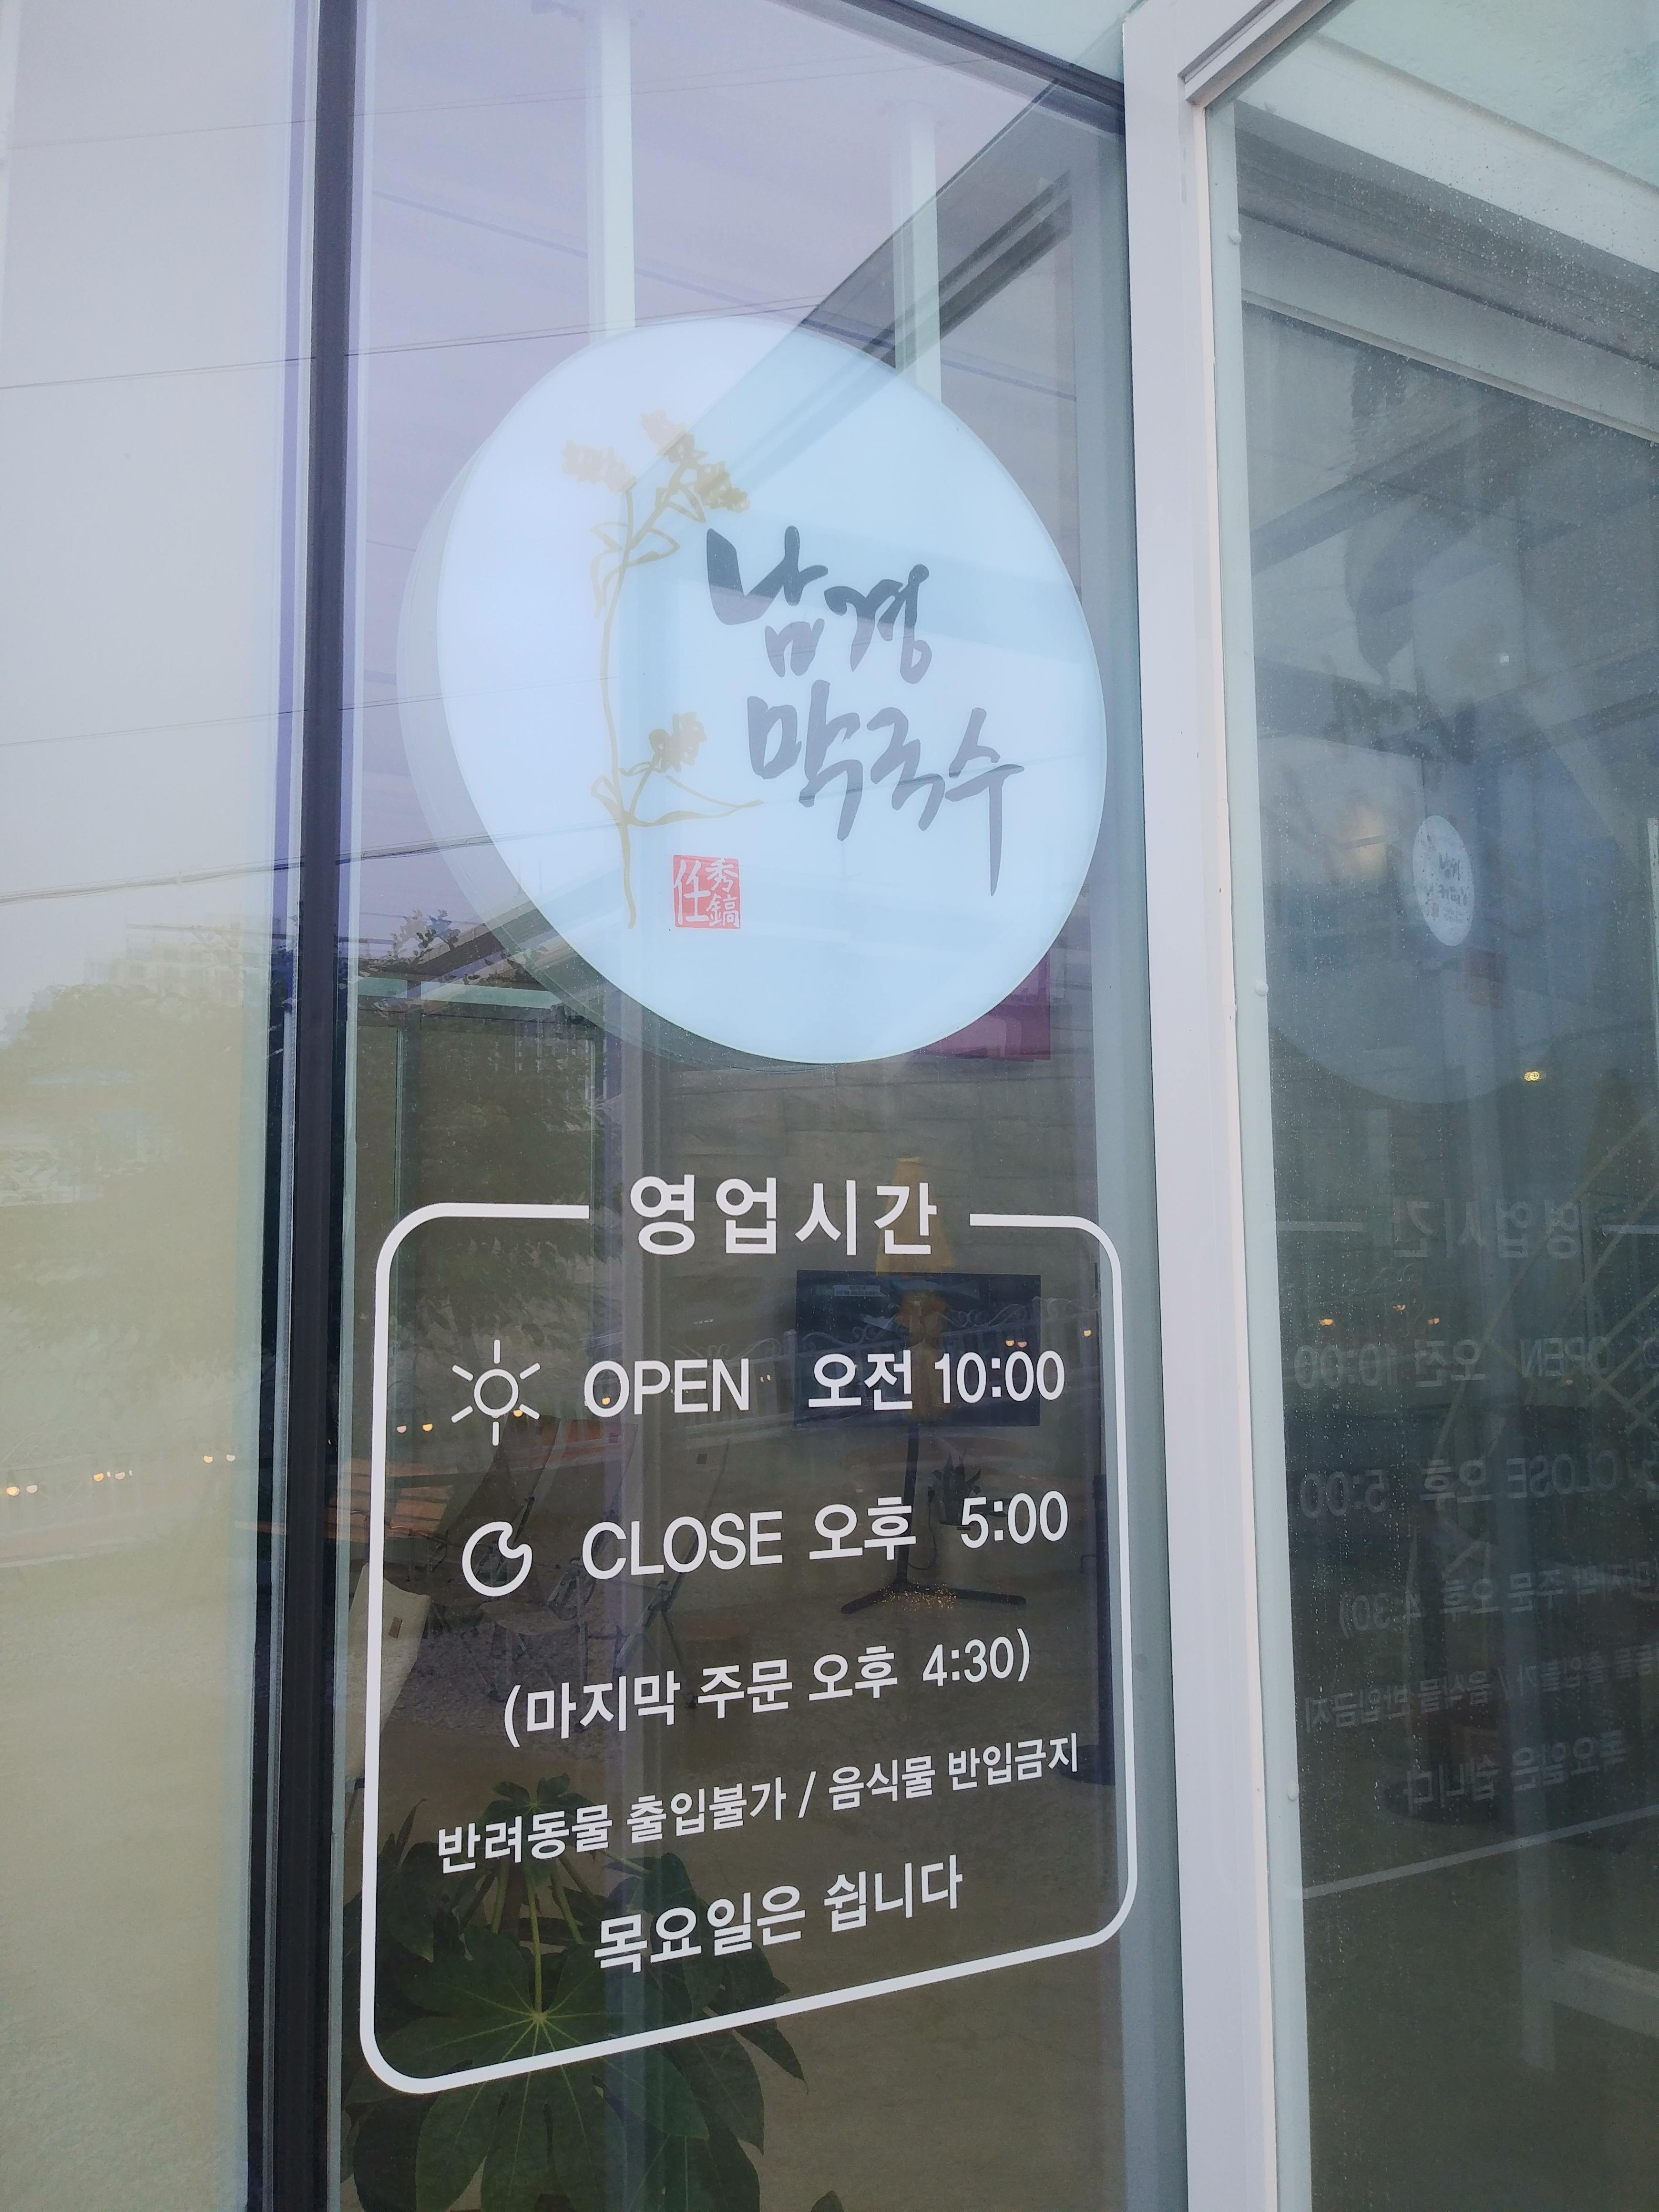 남경
막국수
任秀鎬
영업시간
OPEN 오전 10:00
CLOSE 오후 5:00
(마지막 주문 오후 4:30)
반려동물 출입불가 / 음식물 반입금지
목요일은 쉽니다